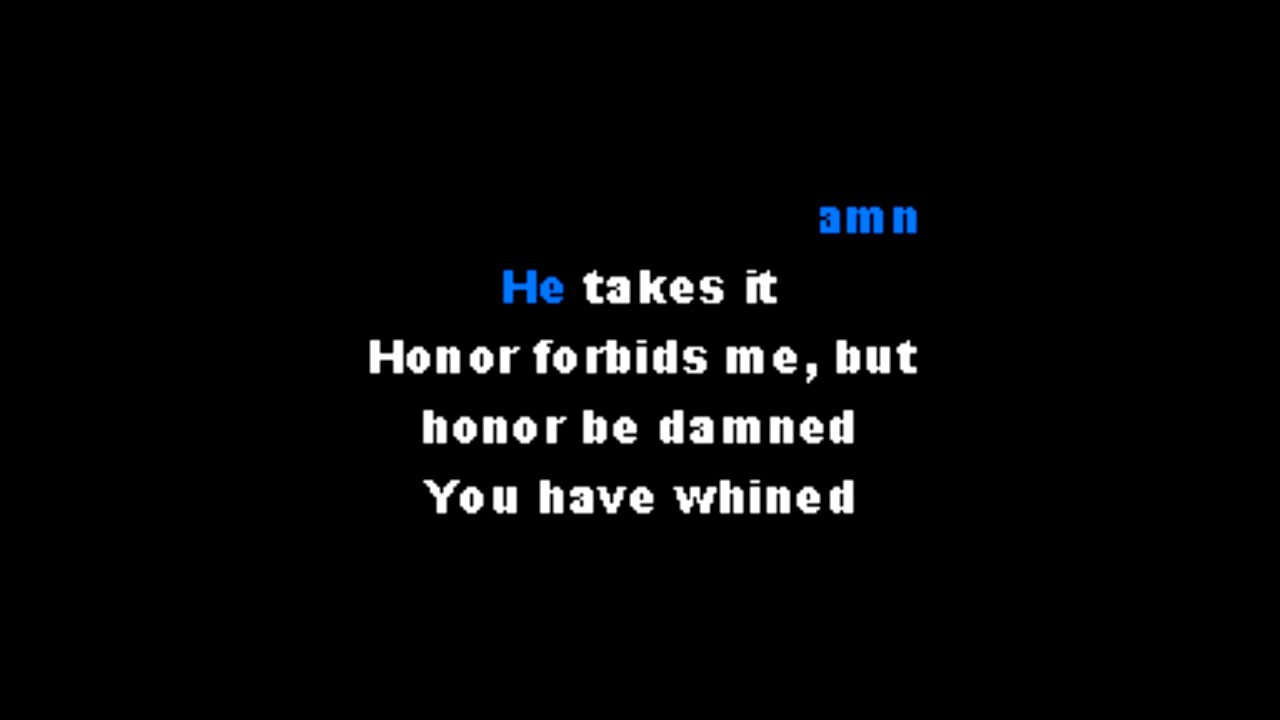 amn
He takes it
Honor forbids me, but
honor be damned
You have whined